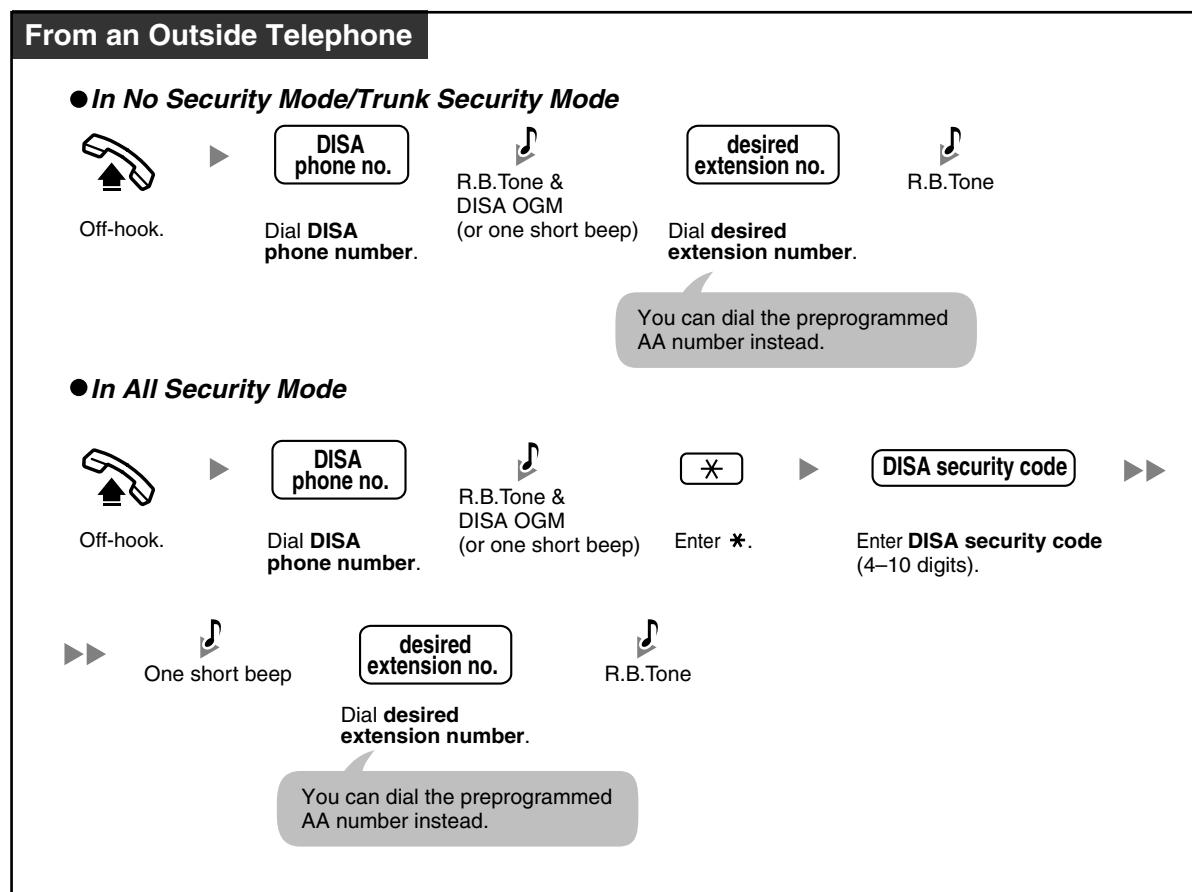 From an Outside Telephone
● In No Security Mode/Trunk Security Mode
DISA
phone no.
desired
extension no.
R.B.Tone &
DISA OGM
(or one short beep)
R.B.Tone
Off-hook.
Dial DISA
phone number.
Dial desired
extension number.
You can dial the preprogrammed
AA number instead.
● In All Security Mode
DISA
phone no.
R.B.Tone &
DISA OGM
(or one short beep)
DISA security code
Off-hook.
Dial DISA
phone number.
Enter *.
Enter DISA security code
(4–10 digits).
One short beep
desired
extension no.
R.B.Tone
Dial desired
extension number.
You can dial the preprogrammed
AA number instead.